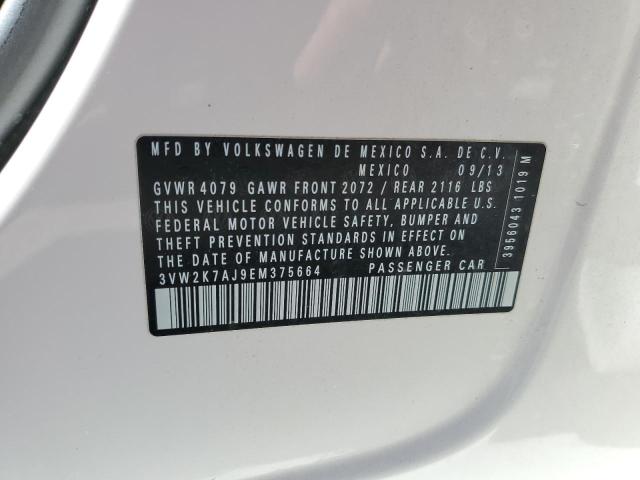 MFD BY VOLKSWAGEN DE MEXICO S.A. DE C.V.
MEXICO 09/13
GVWR 4079 GAWR FRONT 2072 / REAR 2116 LBS
THIS VEHICLE CONFORMS TO ALL APPLICABLE U.S.
FEDERAL MOTOR VEHICLE SAFETY, BUMPER AND
THEFT PREVENTION STANDARDS IN EFFECT ON
THE DATE OF MANUFACTURE SHOWN ABOVE.
3VW2K7AJ9EM375664 PASSENGER CAR
3956043 1019 M